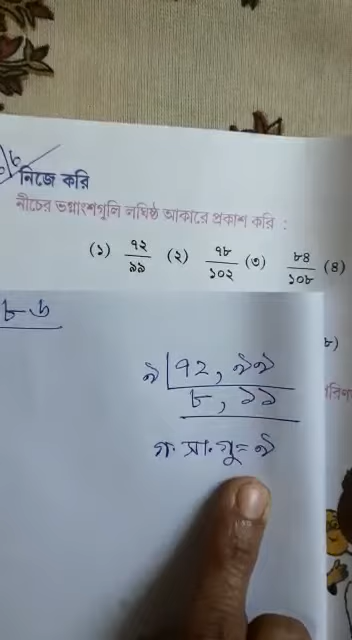 নিজে করি
নীচের ভগ্নাংশগুলি লঘিষ্ঠ আকারে প্রকাশ করি :
(১) ৭২/৯৯ (২) ৭৮/১০২ (৩) ৮৪/১০৮ (৪)
৮)
৯ | ৭২, ৯৯
৮, ১১
গ. সা. গু = ৯